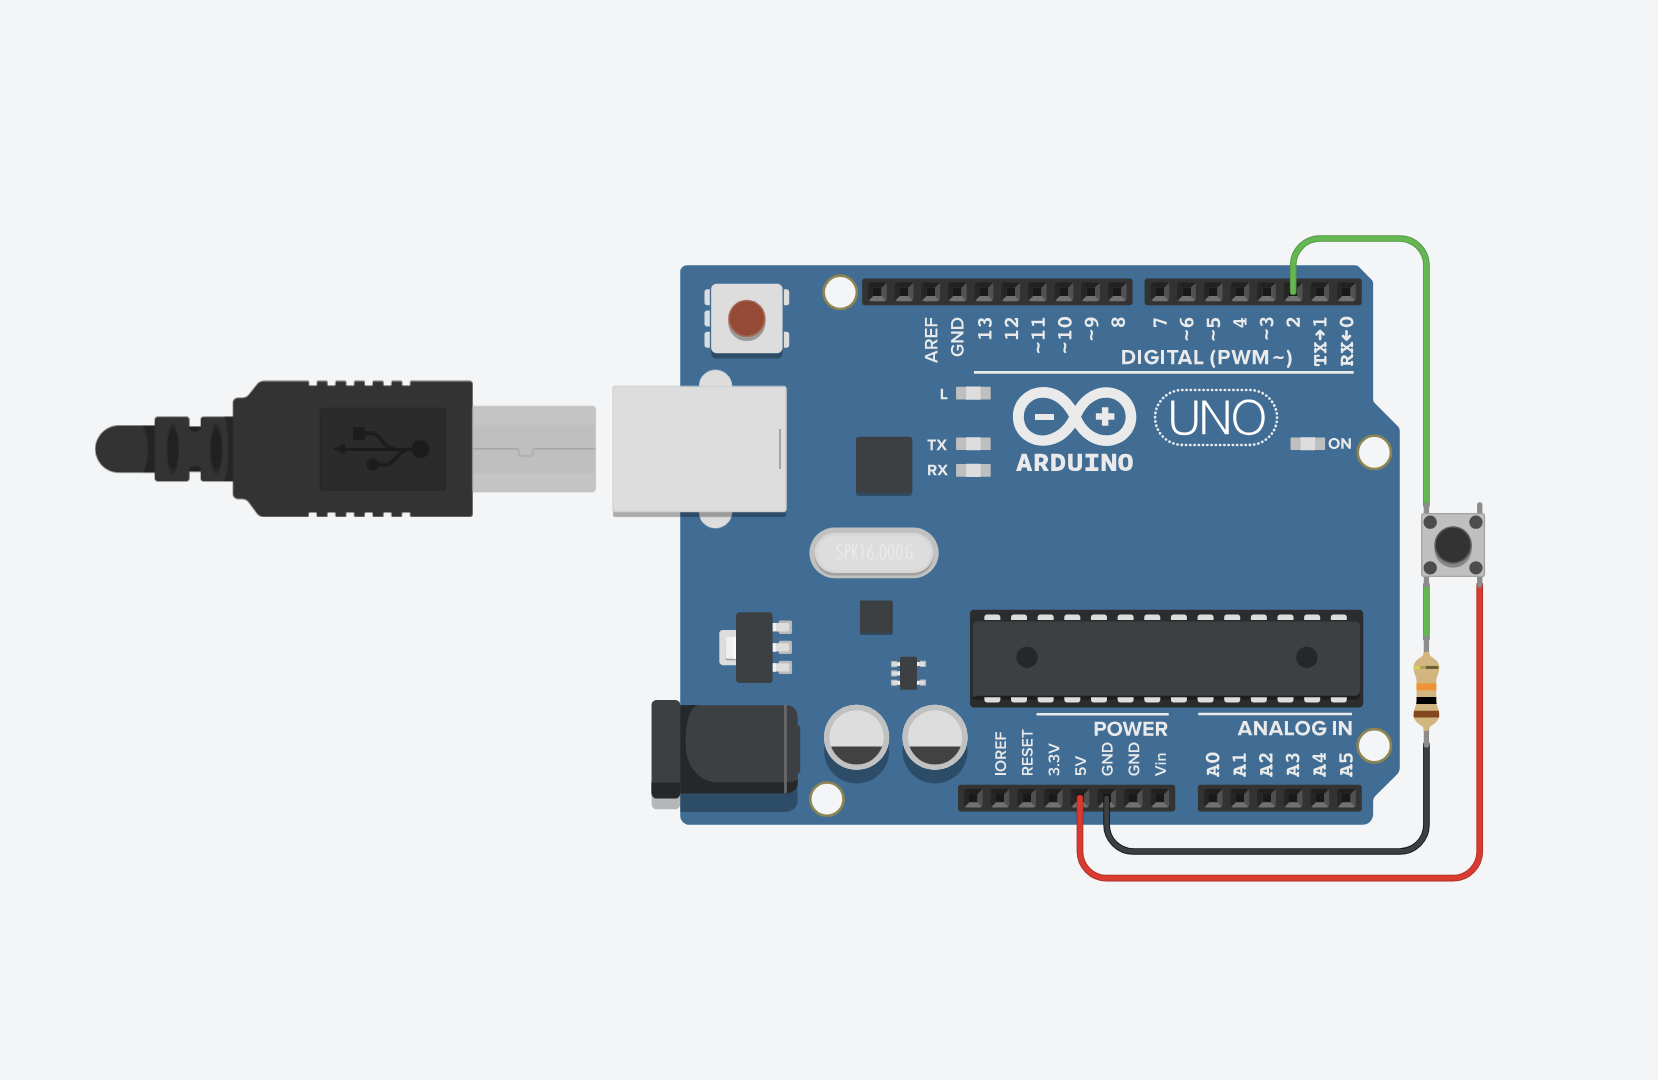 AREF
GND
13
12
~11
~10
~9
8
7
~6
~5
4
~3
2
TX→1
RX←0
DIGITAL (PWM~)
L
TX
RX
ARDUINO
UNO
ON
SPK16.000G
POWER
ANALOG IN
IOREF
RESET
3.3V
5V
GND
GND
Vin
A0
A1
A2
A3
A4
A5